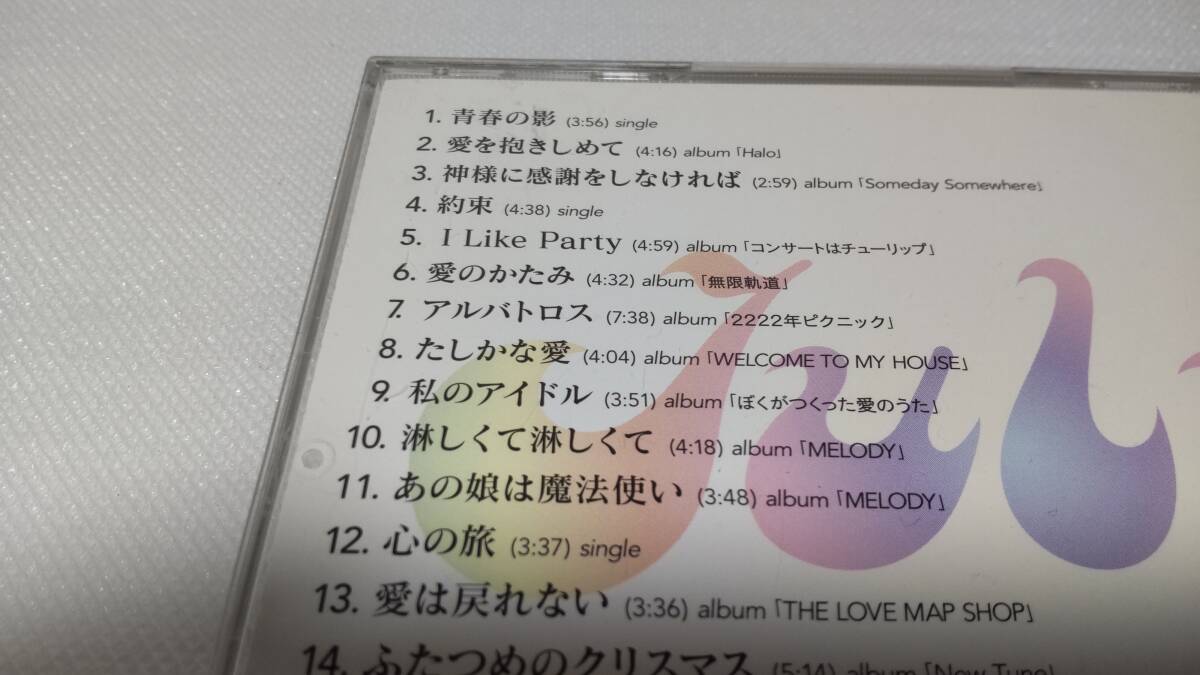 1. 青春の影 (3:56) single
2. 愛を抱きしめて (4:16) album「Halo」
3. 神様に感謝をしなければ (2:59) album「Someday Somewhere」
4. 約束 (4:38) single
5. I Like Party (4:59) album「コンサートはチューリップ」
6. 愛のかたみ (4:32) album「無限軌道」
7. アルバトロス (7:38) album「2222年ピクニック」
8. たしかな愛 (4:04) album「WELCOME TO MY HOUSE」
9. 私のアイドル (3:51) album「ぼくがつくった愛のうた」
10. 淋しくて淋しくて (4:18) album「MELODY」
11. あの娘は魔法使い (3:48) album「MELODY」
12. 心の旅 (3:37) single
13. 愛は戻れない (3:36) album「THE LOVE MAP SHOP」
14. ふたつめのクリスマス (5:14) album「New Tune」